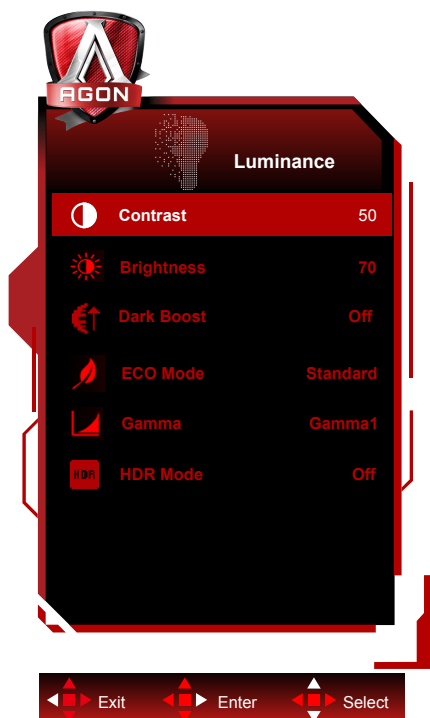 AGON
Luminance
Contrast 50
Brightness 70
Dark Boost Off
ECO Mode Standard
Gamma Gamma1
HDR HDR Mode Off
Exit Enter Select